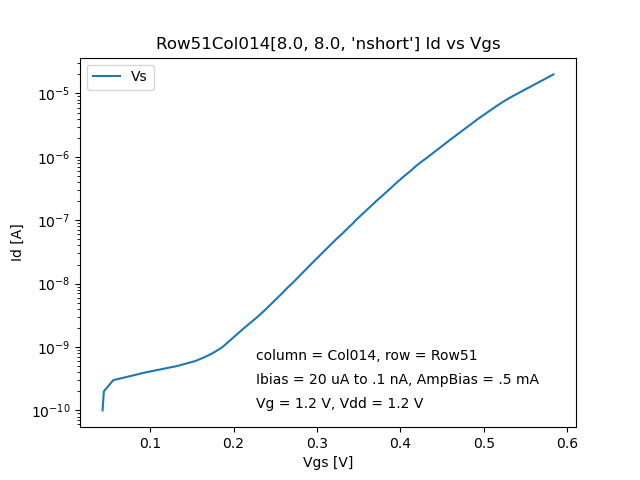 Row51Col014[8.0, 8.0, 'nshort'] Id vs Vgs
Vs
10⁻⁵
10⁻⁶
10⁻⁷
10⁻⁸
10⁻⁹
10⁻¹⁰
Id [A]
column = Col014, row = Row51
Ibias = 20 uA to .1 nA, AmpBias = .5 mA
Vg = 1.2 V, Vdd = 1.2 V
0.1 0.2 0.3 0.4 0.5 0.6
Vgs [V]